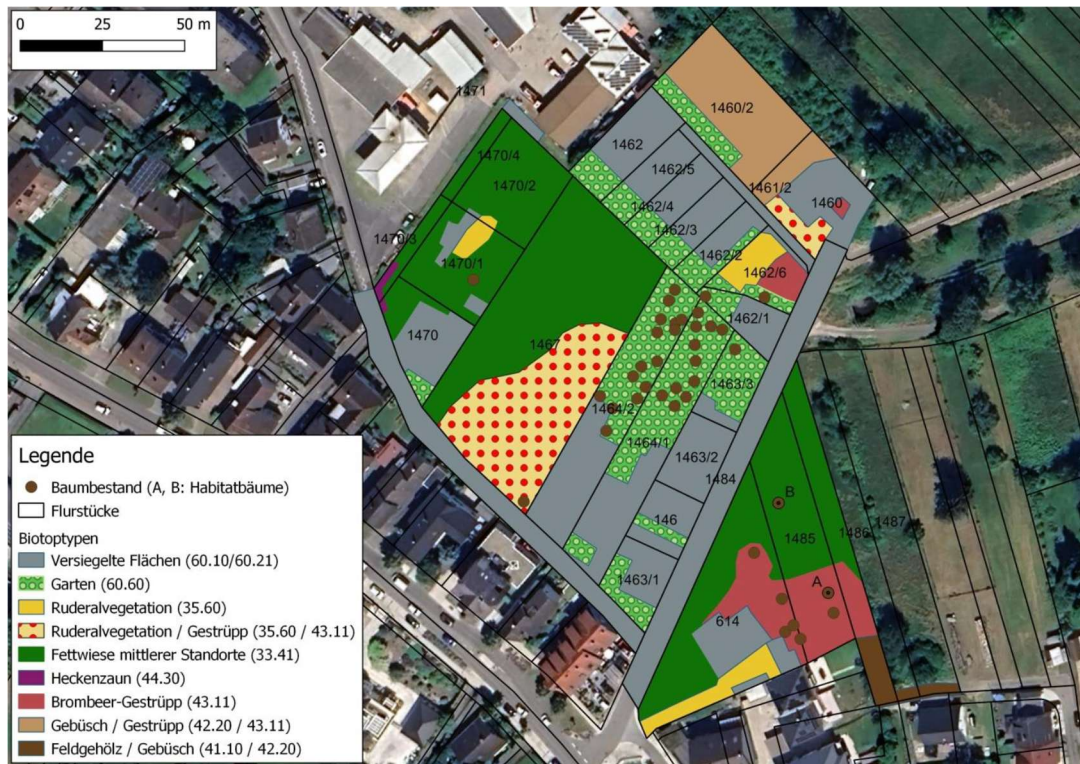 0 25 50 m
1471
1460/2
1462
1470/4
1462/5
1470/2
1461/2
1460
1462/4
1462/3
1470/3
1462/2
1470/1
1462/6
1462/1
1470
1467
1463/3
1464/2
1464/1
1463/2
1484
B
146
1485
1486
1487
A
1463/1
614
Legende
Baumbestand (A, B: Habitatbäume)
Flurstücke
Biotoptypen
Versiegelte Flächen (60.10/60.21)
Garten (60.60)
Ruderalvegetation (35.60)
Ruderalvegetation / Gestrüpp (35.60 / 43.11)
Fettwiese mittlerer Standorte (33.41)
Heckenzaun (44.30)
Brombeer-Gestrüpp (43.11)
Gebüsch / Gestrüpp (42.20 / 43.11)
Feldgehölz / Gebüsch (41.10 / 42.20)